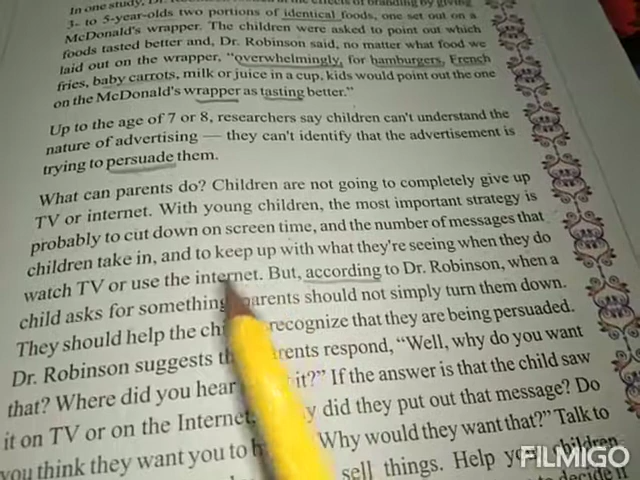 In one study, Dr. Robinson looked at the effects of branding by giving
3- to 5-year-olds two portions of identical foods, one set out on a
McDonald's wrapper. The children were asked to point out which
foods tasted better and, Dr. Robinson said, no matter what food we
laid out on the wrapper, "overwhelmingly, for hamburgers, French
fries, baby carrots, milk or juice in a cup, kids would point out the one
on the McDonald's wrapper as tasting better."
Up to the age of 7 or 8, researchers say children can't understand the
nature of advertising — they can't identify that the advertisement is
trying to persuade them.
What can parents do? Children are not going to completely give up
TV or internet. With young children, the most important strategy is
probably to cut down on screen time, and the number of messages that
children take in, and to keep up with what they're seeing when they do
watch TV or use the internet. But, according to Dr. Robinson, when a
child asks for something parents should not simply turn them down.
They should help the recognize that they are being persuaded.
Dr. Robinson suggests respond, "Well, why do you want
that? Where did you hear it?" If the answer is that the child saw
it on TV or on the Internet, did they put out that message? Do
you think they want you to Why would they want that?" Talk to
sell things. Help your children
decide if
FILMIGO